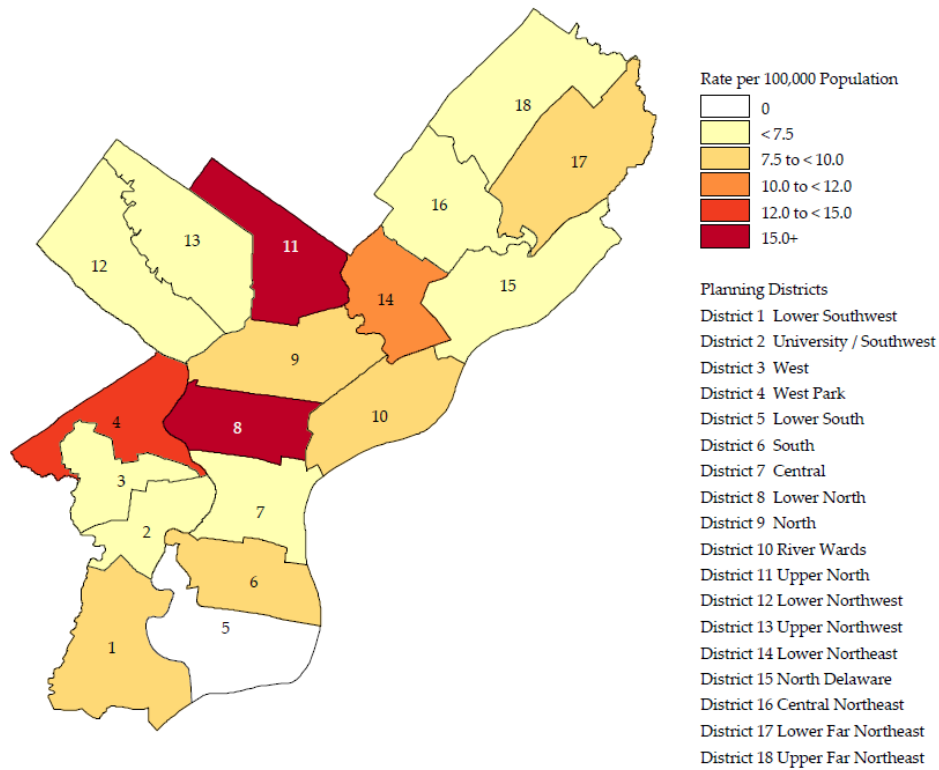 18
17
16
13
11
12
15
14
9
4
10
8
3
7
2
6
5
1
Rate per 100,000 Population
0
< 7.5
7.5 to < 10.0
10.0 to < 12.0
12.0 to < 15.0
15.0+
Planning Districts
District 1 Lower Southwest
District 2 University / Southwest
District 3 West
District 4 West Park
District 5 Lower South
District 6 South
District 7 Central
District 8 Lower North
District 9 North
District 10 River Wards
District 11 Upper North
District 12 Lower Northwest
District 13 Upper Northwest
District 14 Lower Northeast
District 15 North Delaware
District 16 Central Northeast
District 17 Lower Far Northeast
District 18 Upper Far Northeast